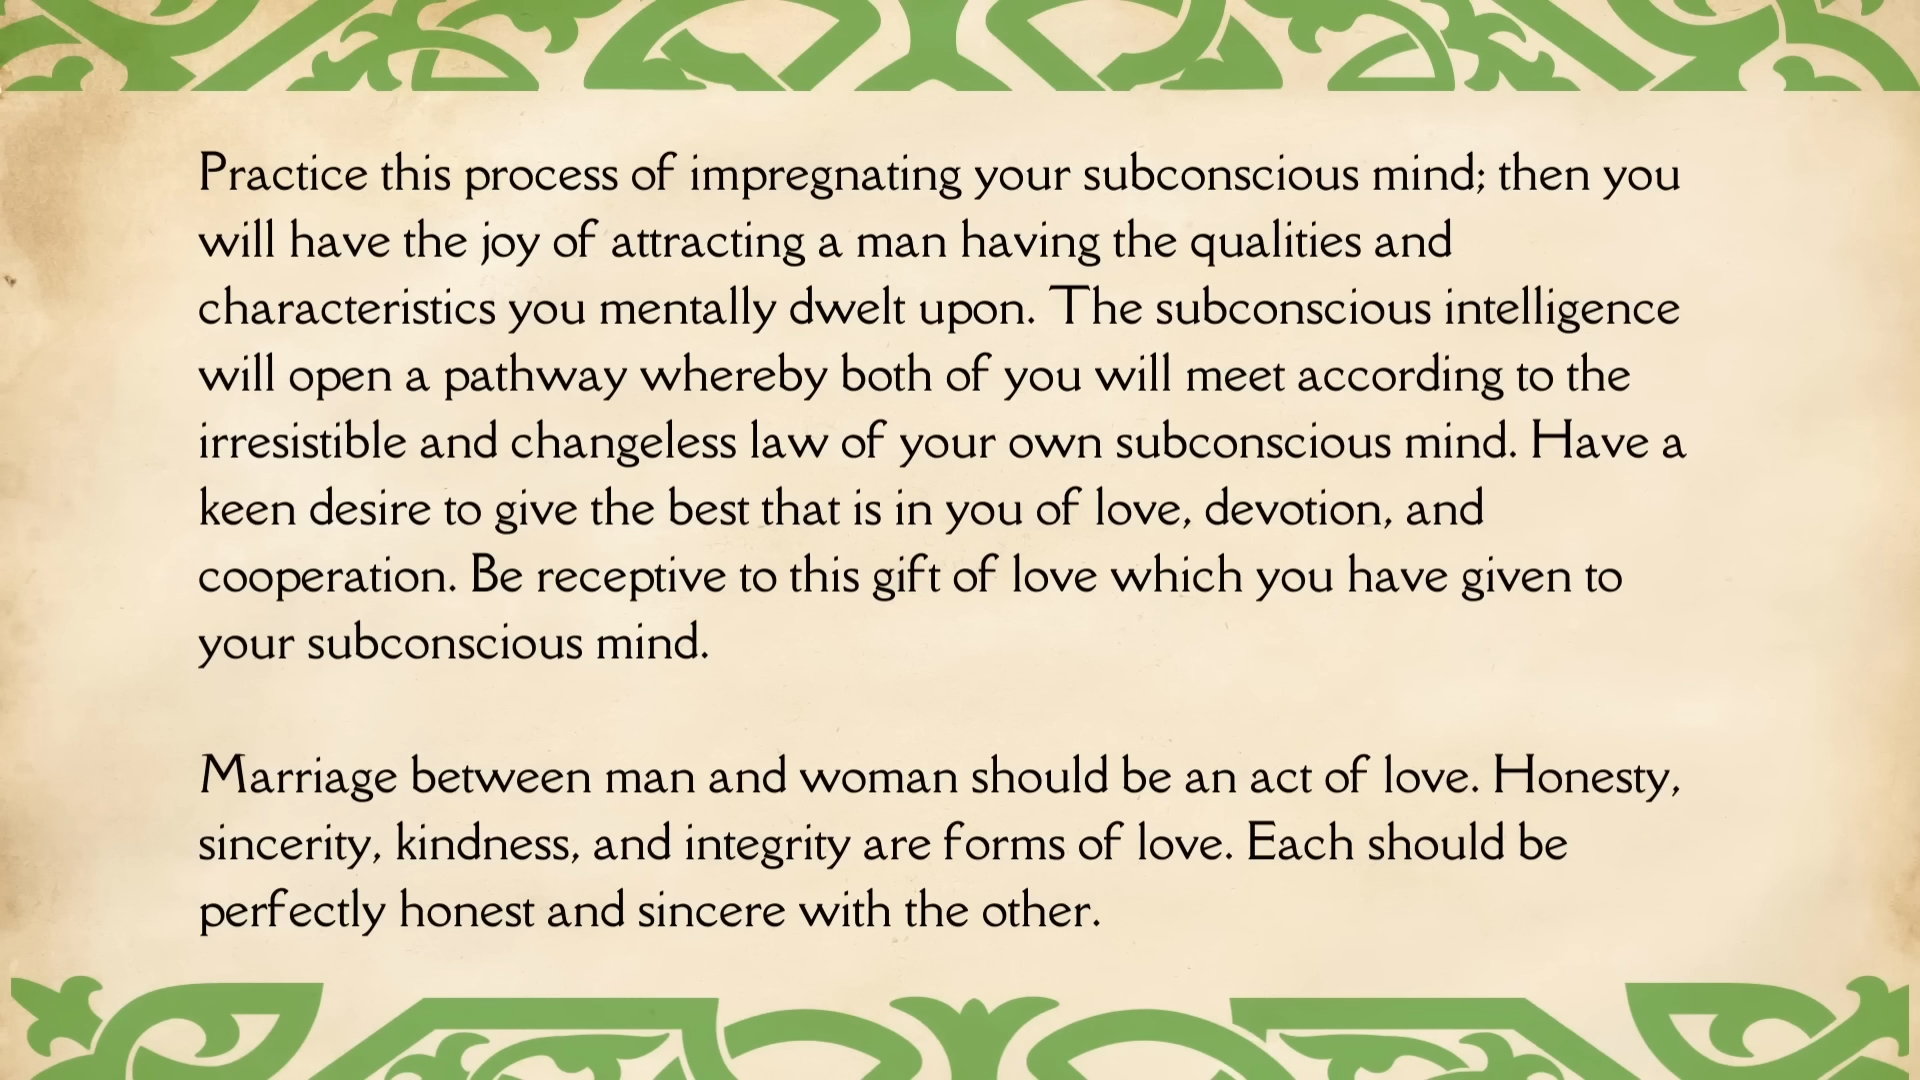 Practice this process of impregnating your subconscious mind; then you
will have the joy of attracting a man having the qualities and
characteristics you mentally dwelt upon. The subconscious intelligence
will open a pathway whereby both of you will meet according to the
irresistible and changeless law of your own subconscious mind. Have a
keen desire to give the best that is in you of love, devotion, and
cooperation. Be receptive to this gift of love which you have given to
your subconscious mind.
Marriage between man and woman should be an act of love. Honesty,
sincerity, kindness, and integrity are forms of love. Each should be
perfectly honest and sincere with the other.